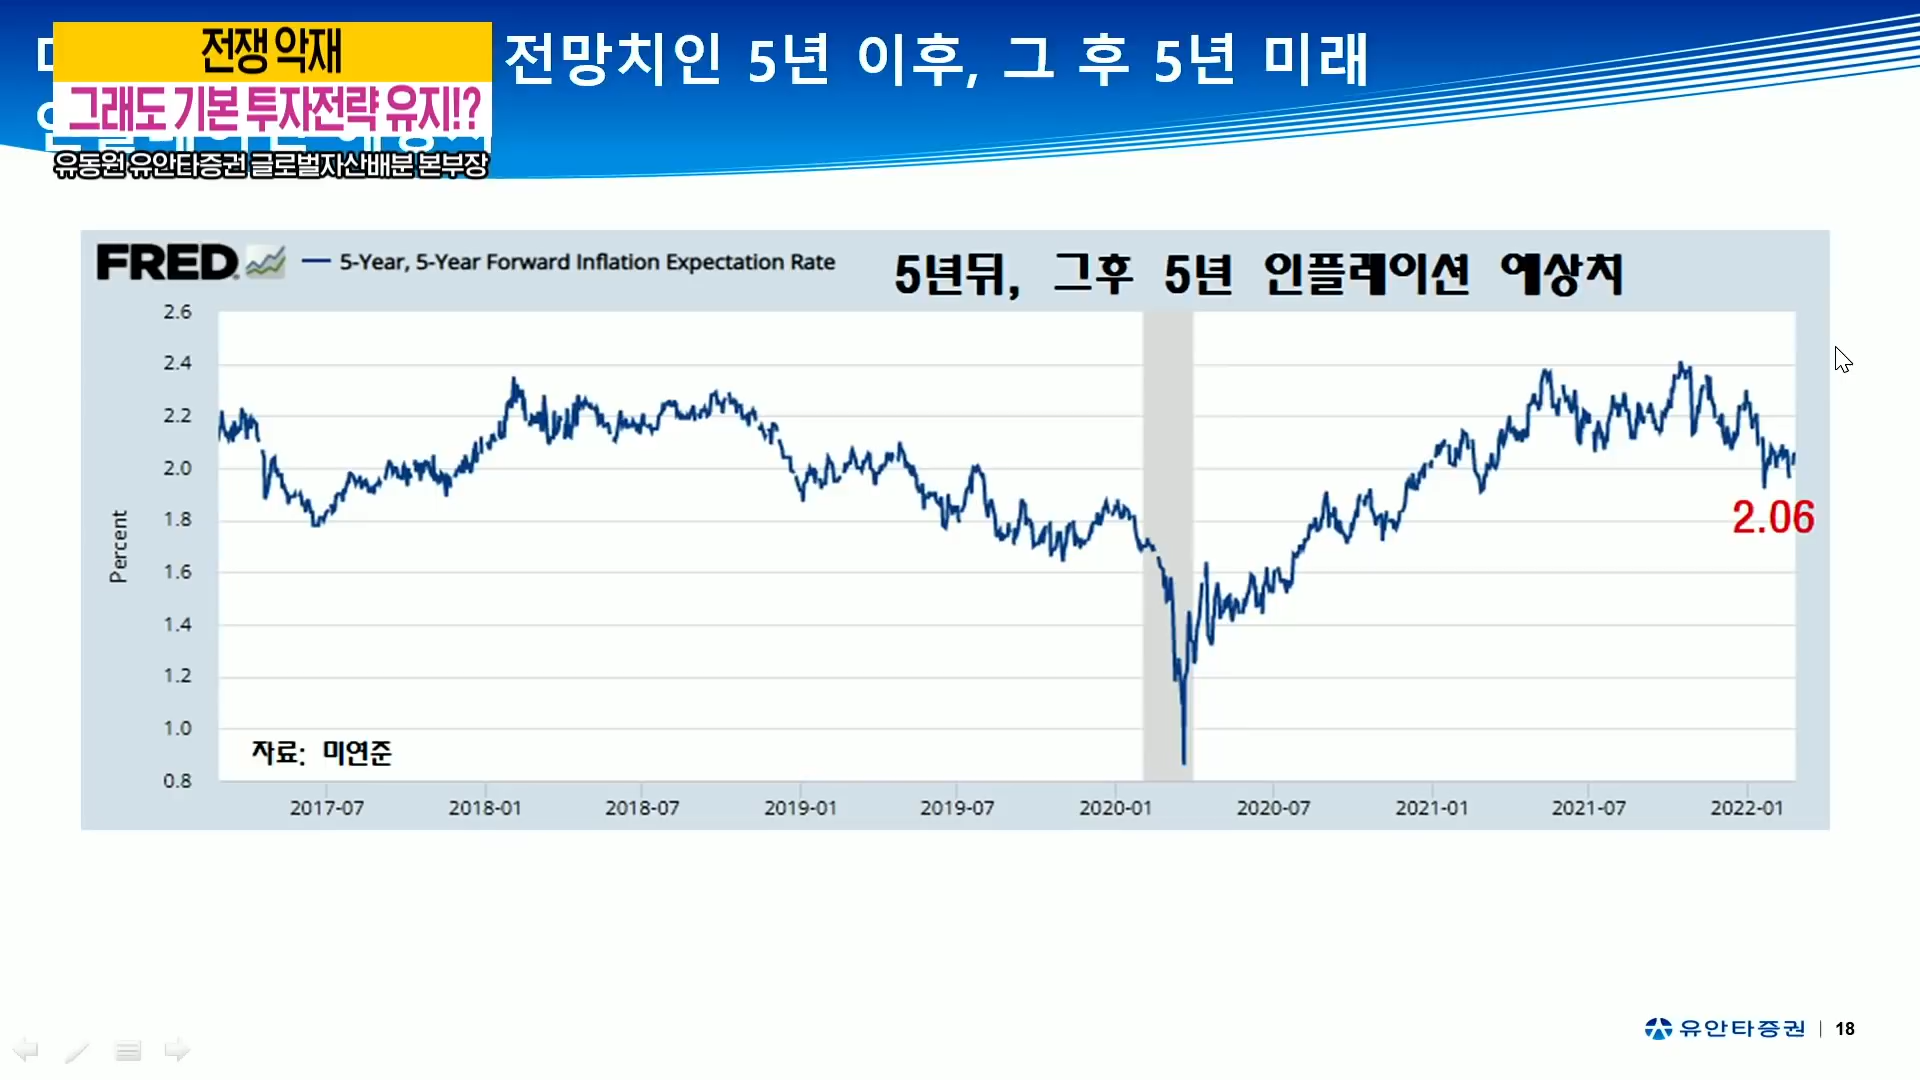 전쟁 악재
그래도 기본 투자전략 유지!?
유동원 유안타증권 글로벌자산배분 본부장
전망치인 5년 이후, 그 후 5년 미래
FRED
5-Year, 5-Year Forward Inflation Expectation Rate
5년뒤, 그후 5년 인플레이션 예상치
2.6
2.4
2.2
2.0
1.8
1.6
1.4
1.2
1.0
0.8
Percent
2.06
자료: 미연준
2017-07 2018-01 2018-07 2019-01 2019-07 2020-01 2020-07 2021-01 2021-07 2022-01
유안타증권 | 18